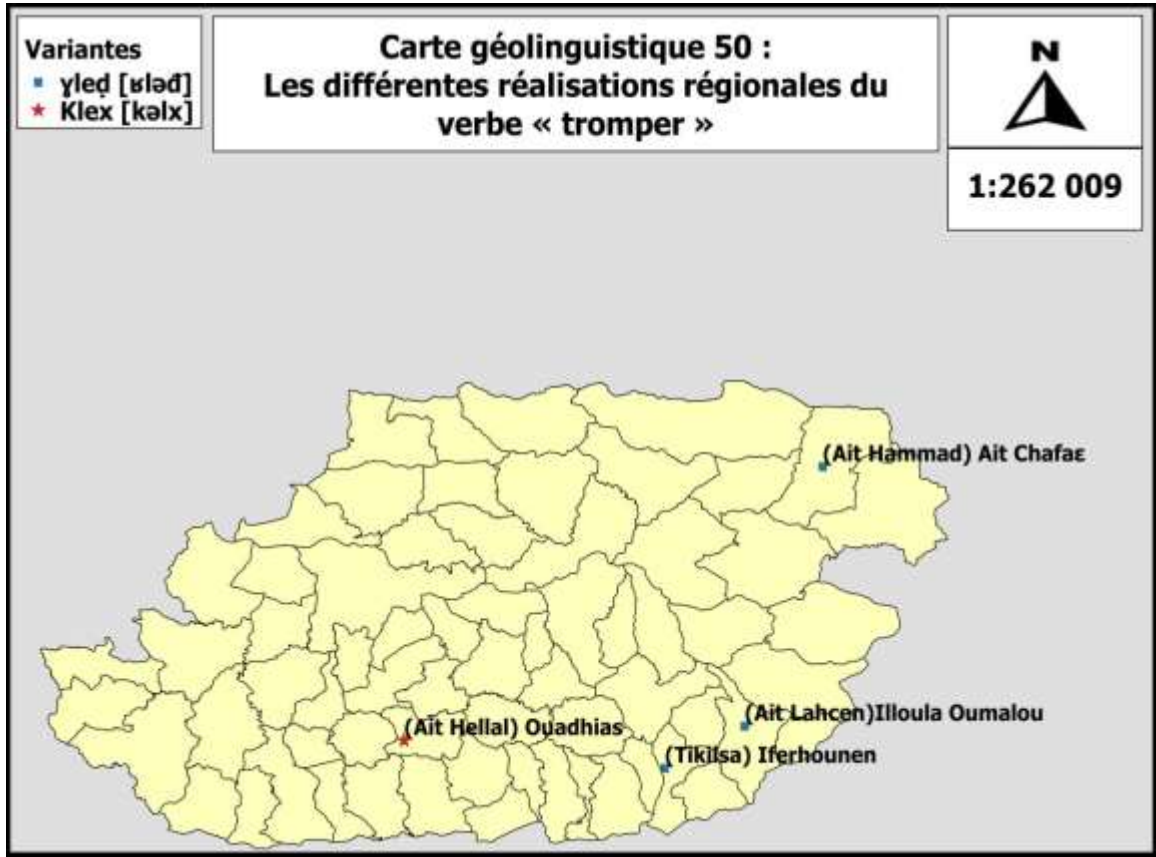 Variantes
ɣleḍ [ʁləđ]
Klex [kəlx]
Carte géolinguistique 50 :
Les différentes réalisations régionales du
verbe « tromper »
N
1:262 009
(Ait Hammad) Ait Chafaɛ
(Ait Lahcen)Illoula Oumalou
(Aït Hellal) Ouadhias
(Tikilsa) Iferhounen